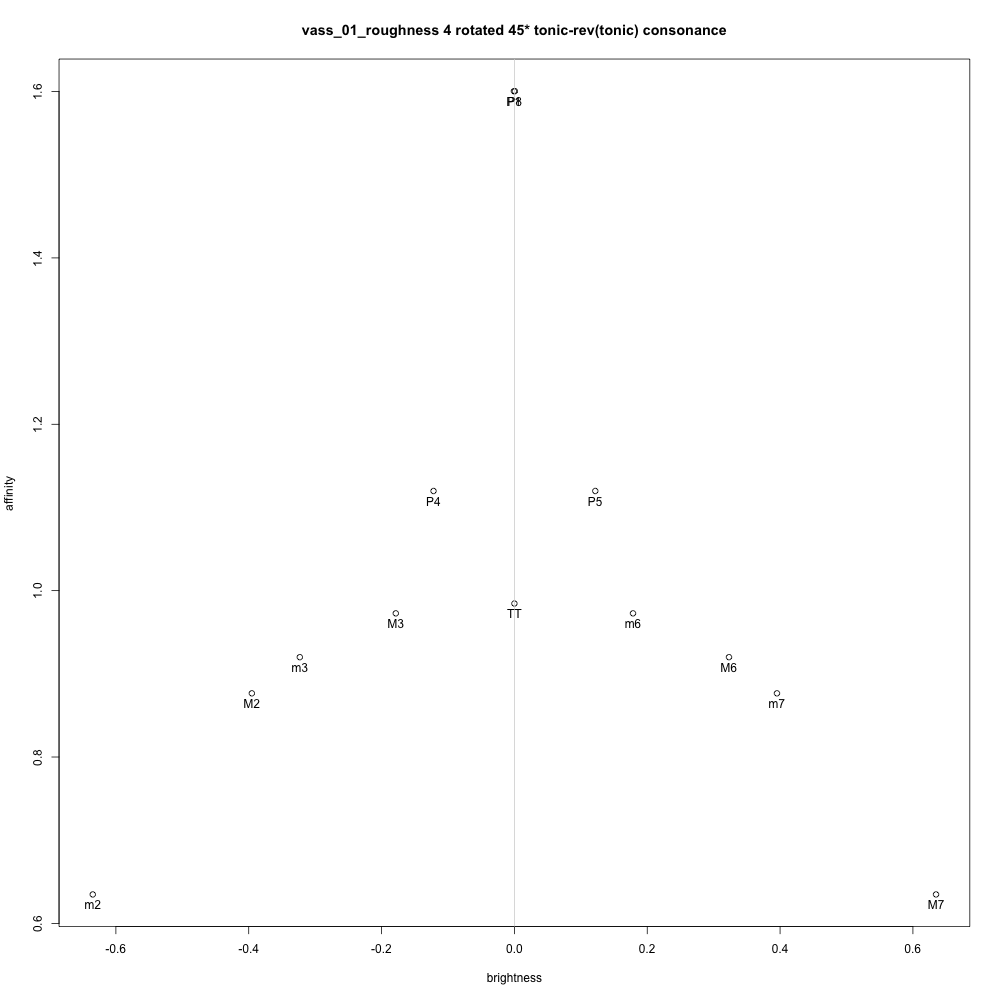 vass_01_roughness 4 rotated 45* tonic-rev(tonic) consonance
1.6
P1
P8
1.4
1.2
P4
P5
affinity
1.0
TT
M3
m6
m3
M6
M2
m7
0.8
m2
M7
0.6
-0.6 -0.4 -0.2 0.0 0.2 0.4 0.6
brightness